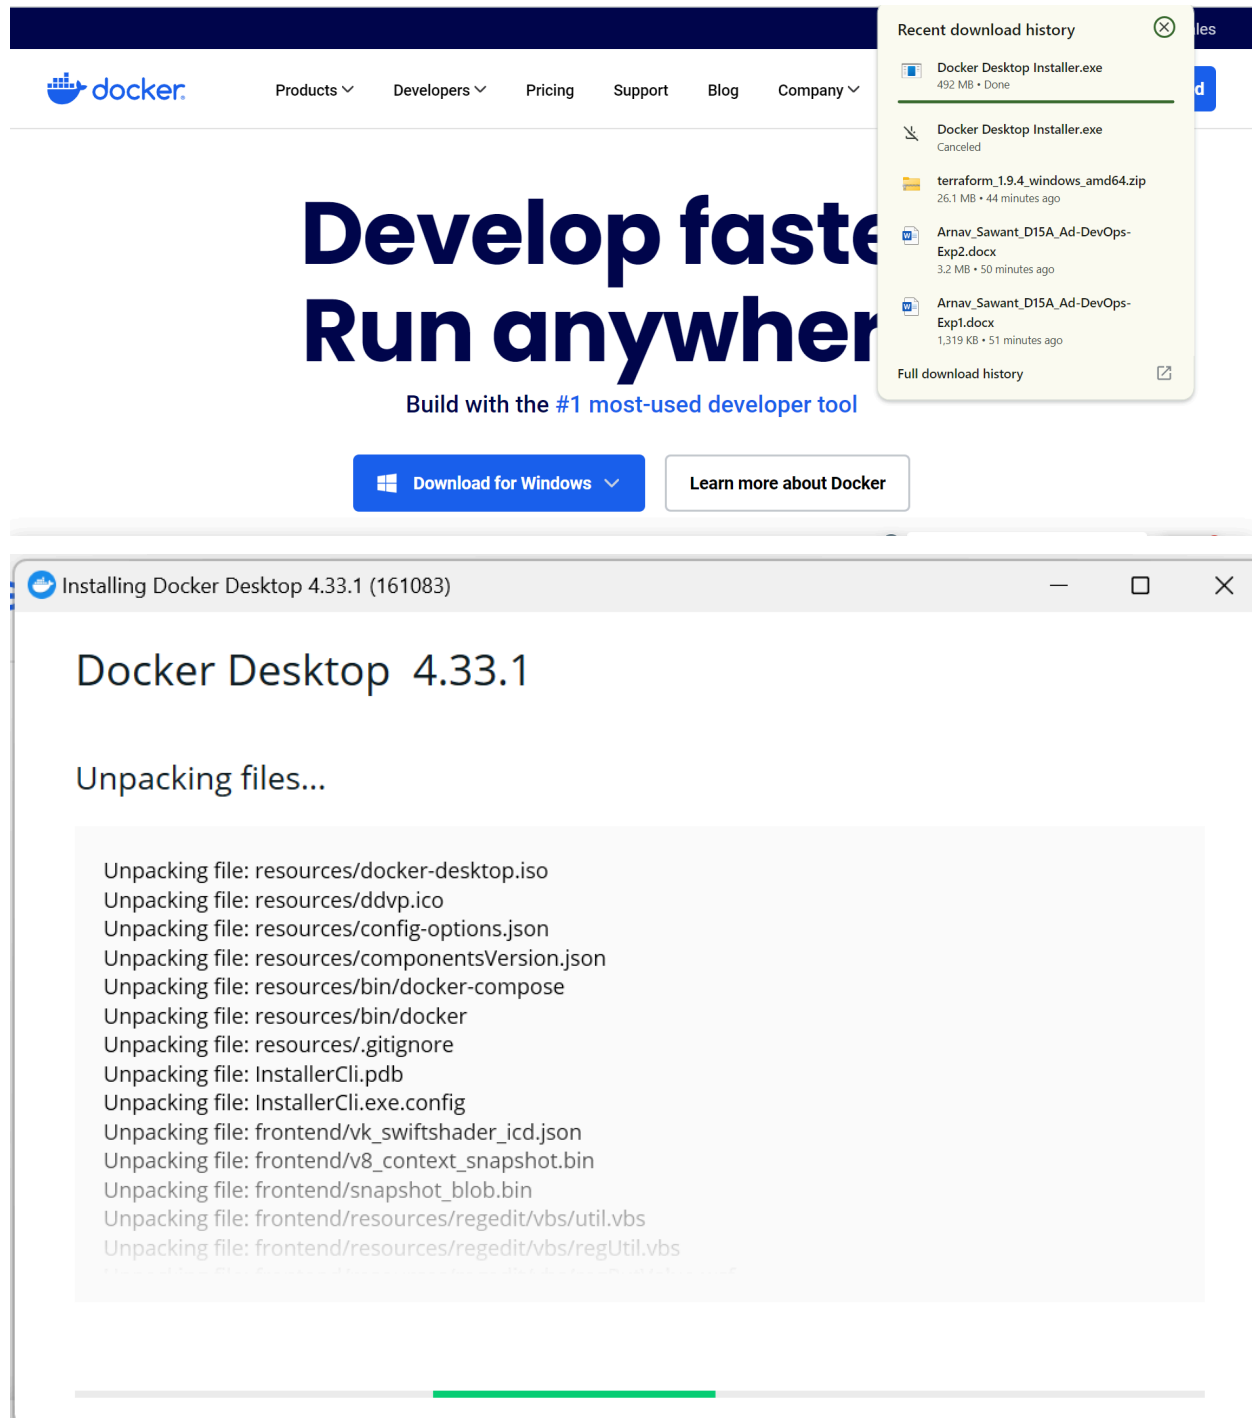 Recent download history
les
docker
Products
Developers
Pricing
Support
Blog
Company
d
Docker Desktop Installer.exe
492 MB • Done
Docker Desktop Installer.exe
Canceled
terraform_1.9.4_windows_amd64.zip
26.1 MB • 44 minutes ago
Arnav_Sawant_D15A_Ad-DevOps-
Exp2.docx
3.2 MB • 50 minutes ago
Arnav_Sawant_D15A_Ad-DevOps-
Exp1.docx
1,319 KB • 51 minutes ago
Full download history
Develop faste
Run anywher
Build with the #1 most-used developer tool
Download for Windows
Learn more about Docker
Installing Docker Desktop 4.33.1 (161083)
Docker Desktop 4.33.1
Unpacking files...
Unpacking file: resources/docker-desktop.iso
Unpacking file: resources/ddvp.ico
Unpacking file: resources/config-options.json
Unpacking file: resources/componentsVersion.json
Unpacking file: resources/bin/docker-compose
Unpacking file: resources/bin/docker
Unpacking file: resources/.gitignore
Unpacking file: InstallerCli.pdb
Unpacking file: InstallerCli.exe.config
Unpacking file: frontend/vk_swiftshader_icd.json
Unpacking file: frontend/v8_context_snapshot.bin
Unpacking file: frontend/snapshot_blob.bin
Unpacking file: frontend/resources/regedit/vbs/util.vbs
Unpacking file: frontend/resources/regedit/vbs/regUtil.vbs